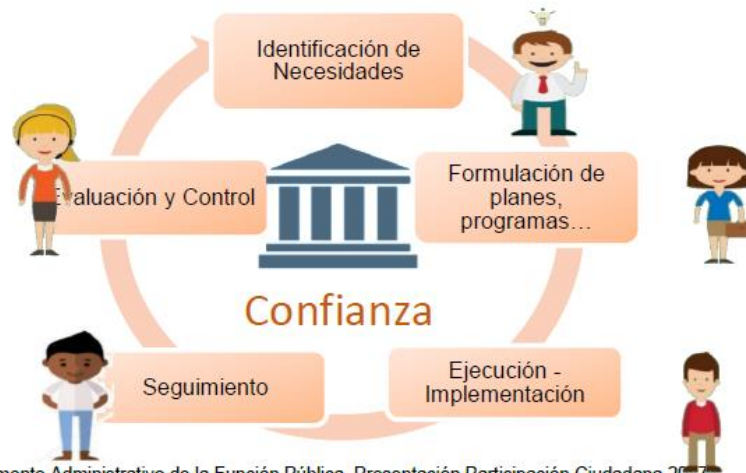 Identificación de
Necesidades
Formulación de
planes,
programas…
Ejecución -
Implementación
Seguimiento
Evaluación y Control
Confianza
Administrativo de la Función Pública. Presentación Participación Ciudadana